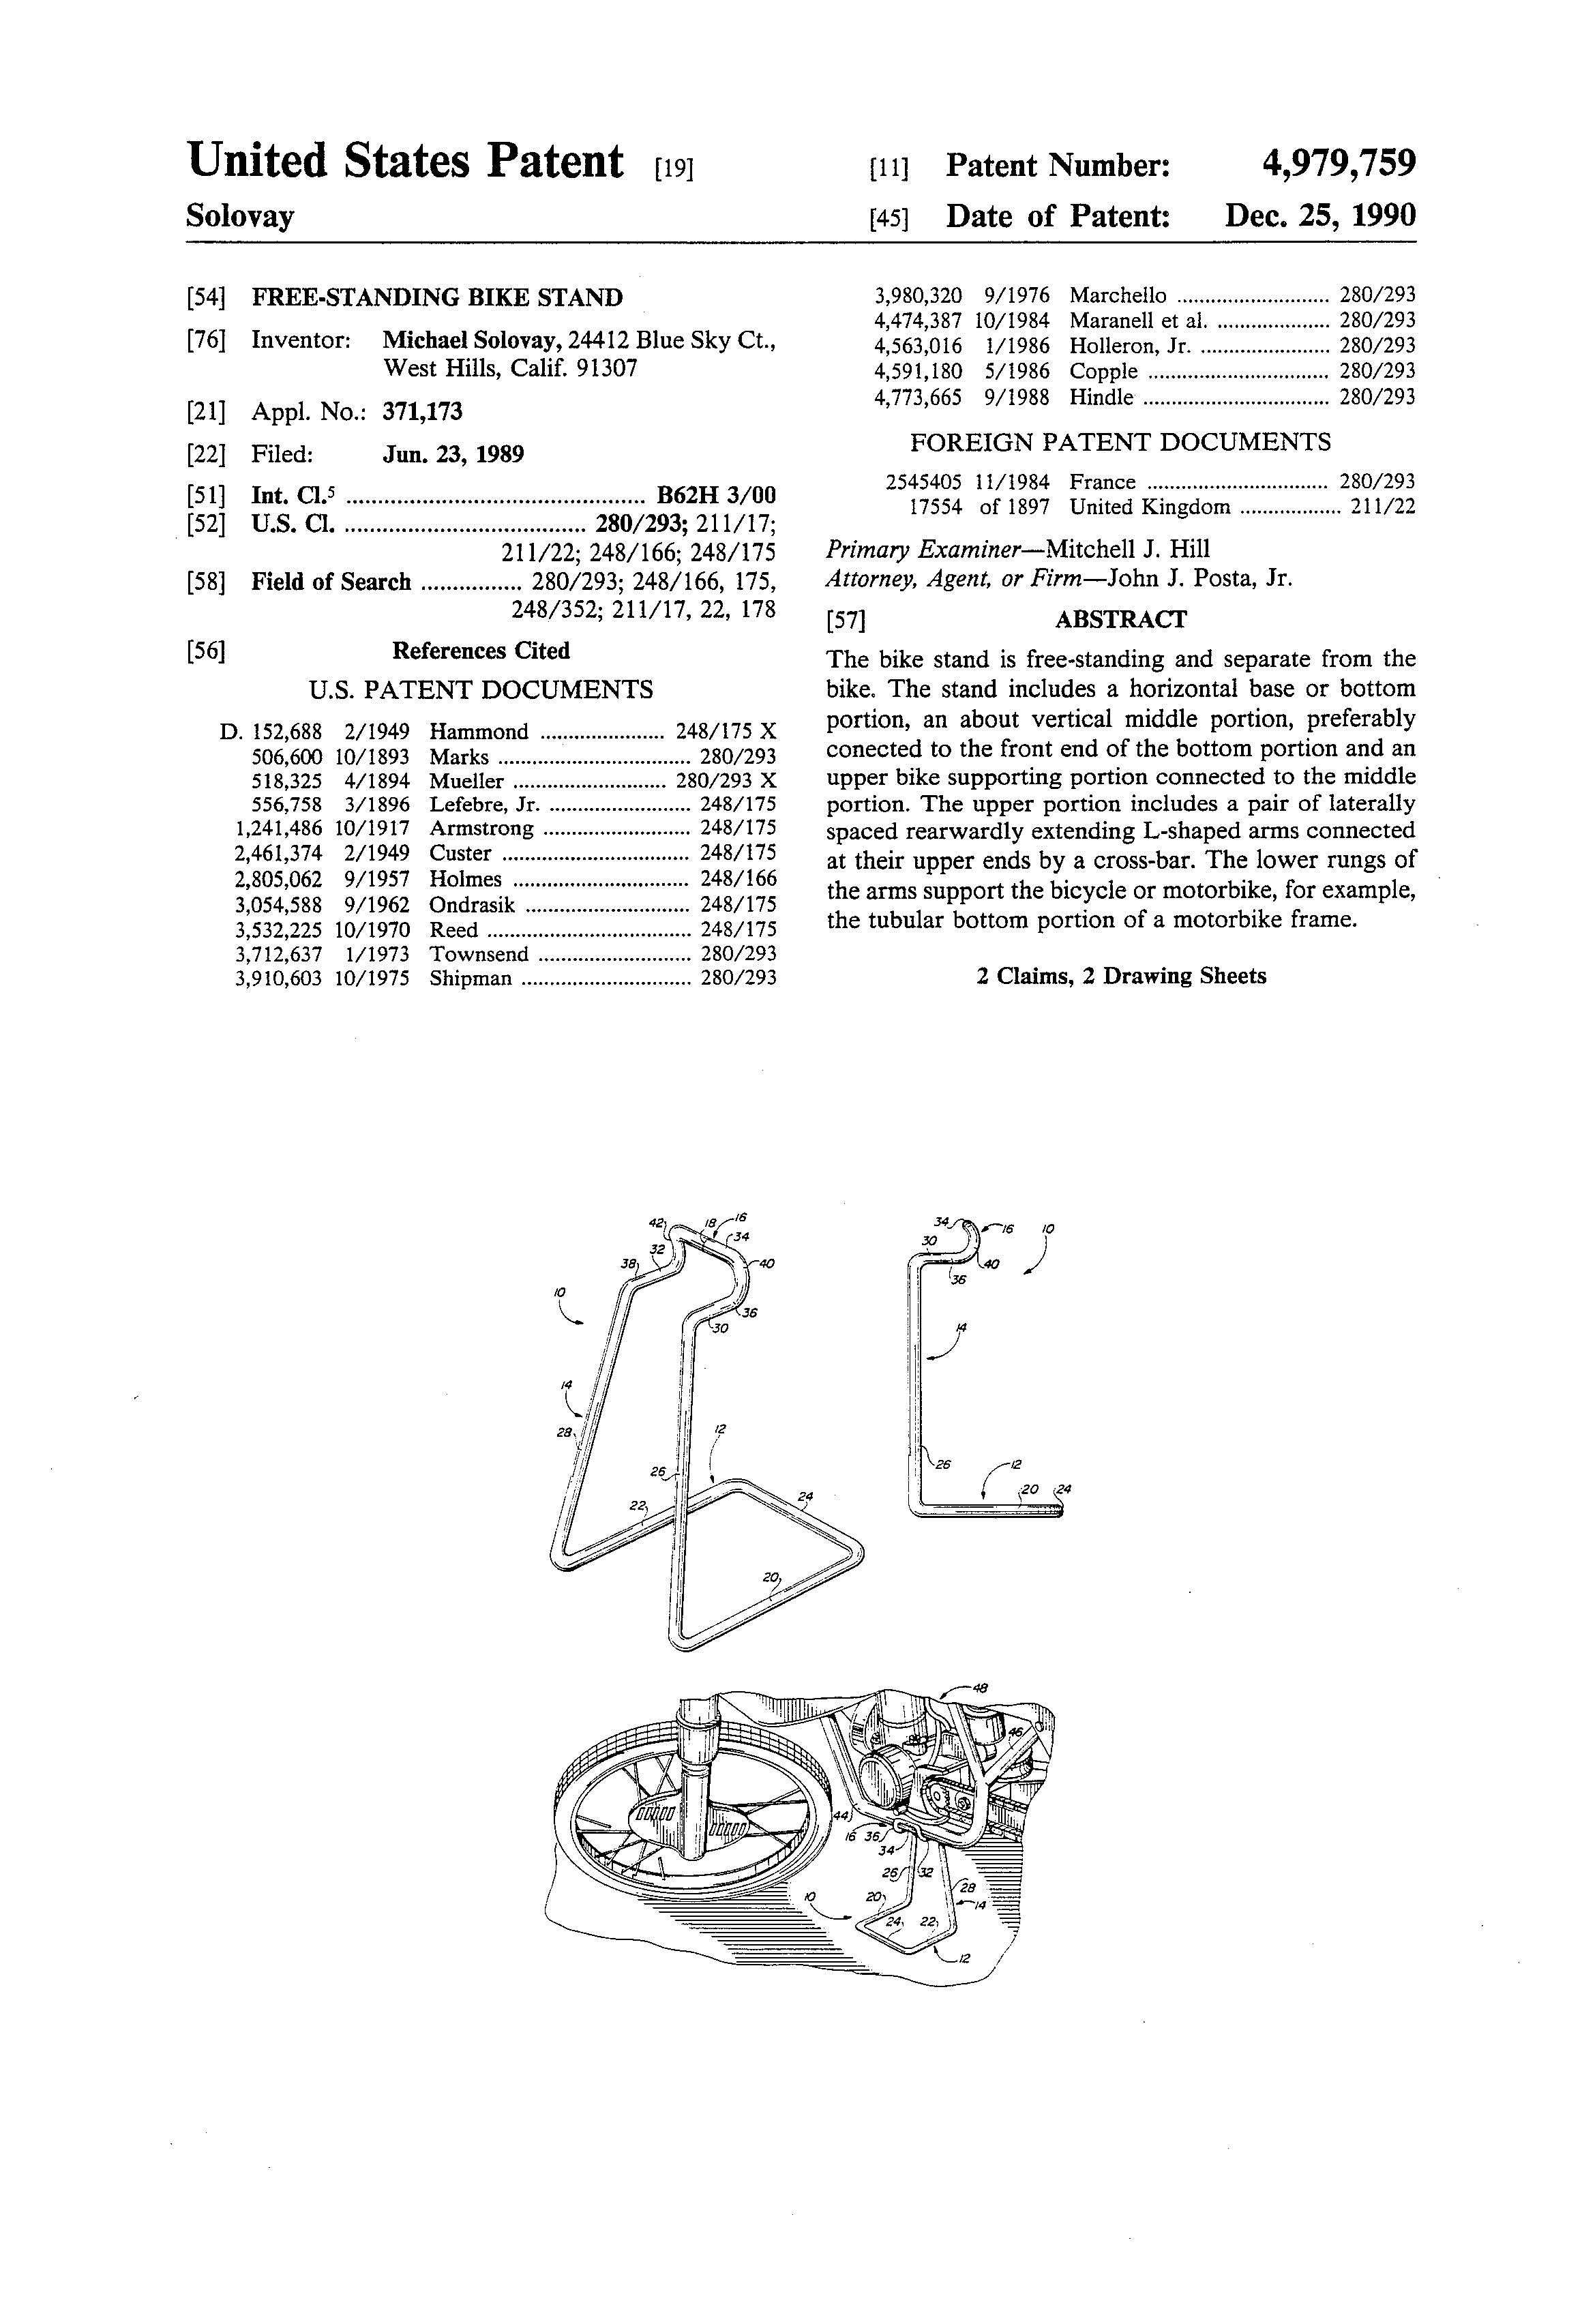 United States Patent [19]
Solovay
[11] Patent Number: 4,979,759
[45] Date of Patent: Dec. 25, 1990
[54] FREE-STANDING BIKE STAND
[76] Inventor: Michael Solovay, 24412 Blue Sky Ct.,
West Hills, Calif. 91307
[21] Appl. No.: 371,173
[22] Filed: Jun. 23, 1989
[51] Int. Cl.⁵ ............................................ B62H 3/00
[52] U.S. Cl. .................................... 280/293; 211/17;
211/22; 248/166; 248/175
[58] Field of Search ............... 280/293; 248/166, 175,
248/352; 211/17, 22, 178
[56] References Cited
U.S. PATENT DOCUMENTS
D. 152,688 2/1949 Hammond ...................... 248/175 X
506,600 10/1893 Marks .................................. 280/293
518,325 4/1894 Mueller ........................... 280/293 X
556,758 3/1896 Lefebre, Jr. ......................... 248/175
1,241,486 10/1917 Armstrong .......................... 248/175
2,461,374 2/1949 Custer ................................. 248/175
2,805,062 9/1957 Holmes ............................... 248/166
3,054,588 9/1962 Ondrasik ............................. 248/175
3,532,225 10/1970 Reed .................................... 248/175
3,712,637 1/1973 Townsend ........................... 280/293
3,910,603 10/1975 Shipman .............................. 280/293
3,980,320 9/1976 Marchello ........................... 280/293
4,474,387 10/1984 Maranell et al. .................... 280/293
4,563,016 1/1986 Holleron, Jr. ....................... 280/293
4,591,180 5/1986 Copple ................................ 280/293
4,773,665 9/1988 Hindle ................................. 280/293
FOREIGN PATENT DOCUMENTS
2545405 11/1984 France ................................ 280/293
17554 of 1897 United Kingdom .................. 211/22
Primary Examiner—Mitchell J. Hill
Attorney, Agent, or Firm—John J. Posta, Jr.
[57] ABSTRACT
The bike stand is free-standing and separate from the
bike. The stand includes a horizontal base or bottom
portion, an about vertical middle portion, preferably
conected to the front end of the bottom portion and an
upper bike supporting portion connected to the middle
portion. The upper portion includes a pair of laterally
spaced rearwardly extending L-shaped arms connected
at their upper ends by a cross-bar. The lower rungs of
the arms support the bicycle or motorbike, for example,
the tubular bottom portion of a motorbike frame.
2 Claims, 2 Drawing Sheets
42 18 16
34
32
38 40
10
36
30
14
28
12
26
24
22
20
34 16 10
30
40
36
14
26 12
20 24
48
46
44
16 36
34
26 32
28
10 20 14
24 22
12